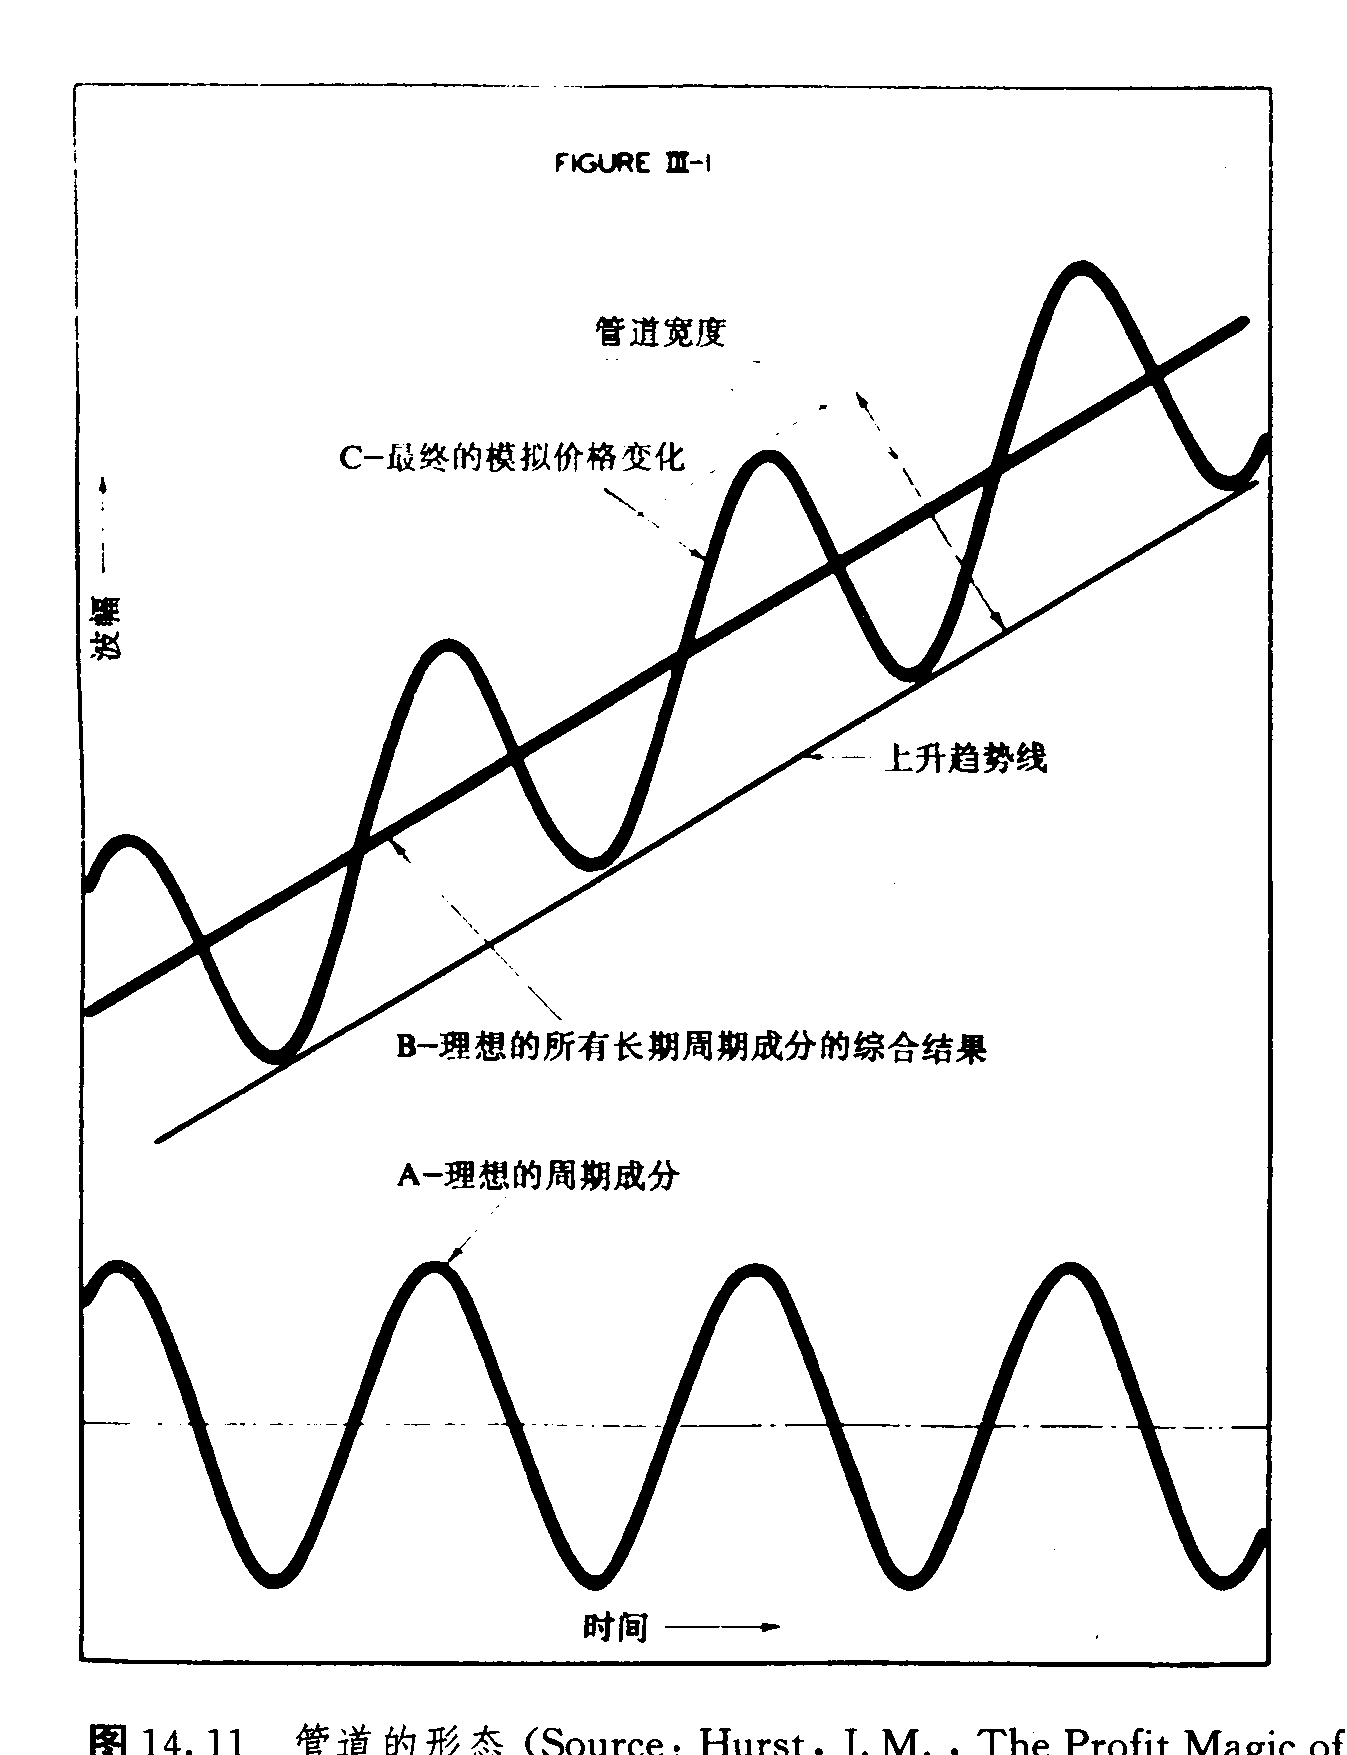 FIGURE III-1
管道宽度
C-最终的模拟价格变化
波幅
上升趋势线
B-理想的所有长期周期成分的综合结果
A-理想的周期成分
时间
图 14.11 管道的形态 (Source: Hurst, J. M., The Profit Magic of